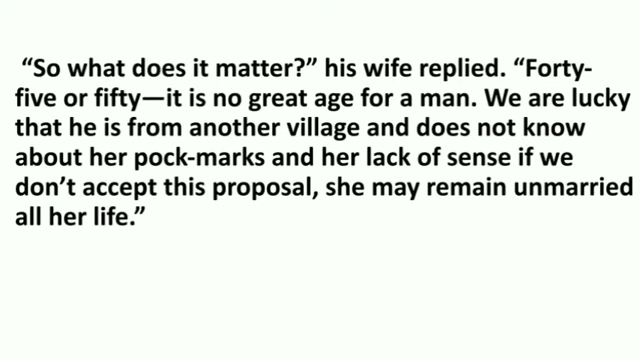 “So what does it matter?” his wife replied. “Forty-
five or fifty—it is no great age for a man. We are lucky
that he is from another village and does not know
about her pock-marks and her lack of sense if we
don’t accept this proposal, she may remain unmarried
all her life.”